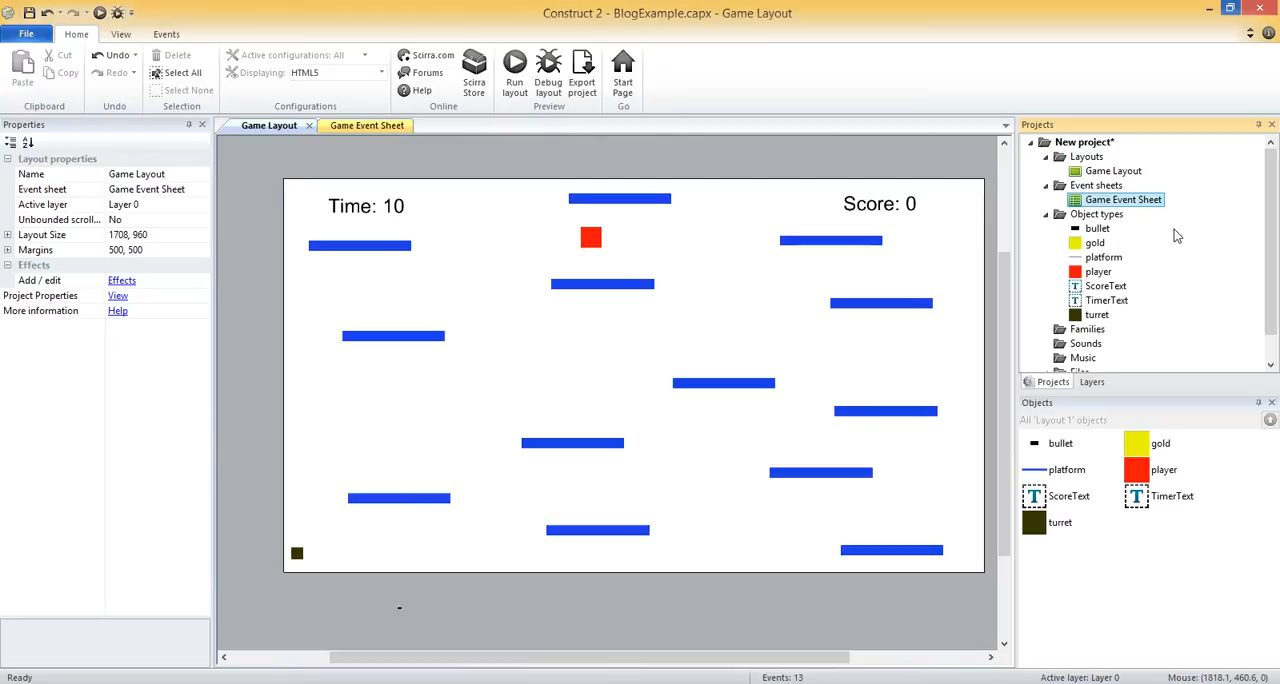 Construct 2 - BlogExample.capx - Game Layout
File Home View Events
Paste Cut Copy
Undo Redo
Delete Select All Select None
Active configurations: All
Displaying: HTML5
Scirra.com Forums Help
Scirra Store
Run layout
Debug layout
Export project
Start Page
Clipboard Undo Selection Configurations Online Preview Go
Properties
Game Layout Game Event Sheet
Projects
Layout properties
Name Game Layout
Event sheet Game Event Sheet
Active layer Layer 0
Unbounded scroll... No
Layout Size 1708, 960
Margins 500, 500
Effects
Add / edit Effects
Project Properties View
More information Help
Time: 10
Score: 0
New project*
Layouts
Game Layout
Event sheets
Game Event Sheet
Object types
bullet
gold
platform
player
ScoreText
TimerText
turret
Families
Sounds
Music
Files
Projects Layers
Objects
All 'Layout 1' objects
bullet gold
platform player
T ScoreText T TimerText
turret
Ready Events: 13 Active layer: Layer 0 Mouse: (1818.1, 460.6, 0)